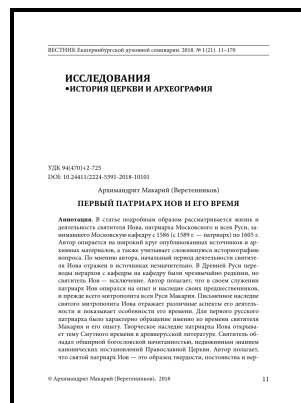 ВЕСТНИК Екатеринбургской духовной семинарии. 2018. № 1(21). 11–170
ИССЛЕДОВАНИЯ
•ИСТОРИЯ ЦЕРКВИ И АРХЕОГРАФИЯ
УДК 94(470)+2-725
DOI: 10.24411/2224-5391-2018-10101
Архимандрит Макарий (Веретенников)
ПЕРВЫЙ ПАТРИАРХ ИОВ И ЕГО ВРЕМЯ
Аннотация. В статье подробным образом рассматривается жизнь и
деятельность святителя Иова, патриарха Московского и всея Руси, за-
нимавшего Московскую кафедру с 1586 (с 1589 г. — патриарх) по 1605 г.
Автор опирается на широкий круг опубликованных источников и ар-
хивных материалов, а также учитывает сложившуюся историографию
вопроса. По мнению автора, начальный период деятельности святите-
ля Иова отражен в источниках незначительно. В Древней Руси пере-
воды иерархов с кафедры на кафедру были чрезвычайно редкими, но
святитель Иов — исключение. Автор полагает, что в своем служении
патриарх Иов опирался на опыт и наследие своих предшественников,
и прежде всего митрополита всея Руси Макария. Письменное наследие
святого митрополита Иова отражает различные аспекты его деятель-
ности и показывает особенности его времени. Для первого русского
патриарха было характерно обращение именно ко времени святителя
Макария и его опыту. Творческое наследие патриарха Иова открыва-
ет тему Смутного времени в древнерусской литературе. Святитель об-
ладал обширной богословской начитанностью, недюжинным знанием
канонических постановлений Православной Церкви. Автор полагает,
что святой патриарх Иов — это образец твердости, постоянства и вер-
© Архимандрит Макарий (Веретенников), 2018
11